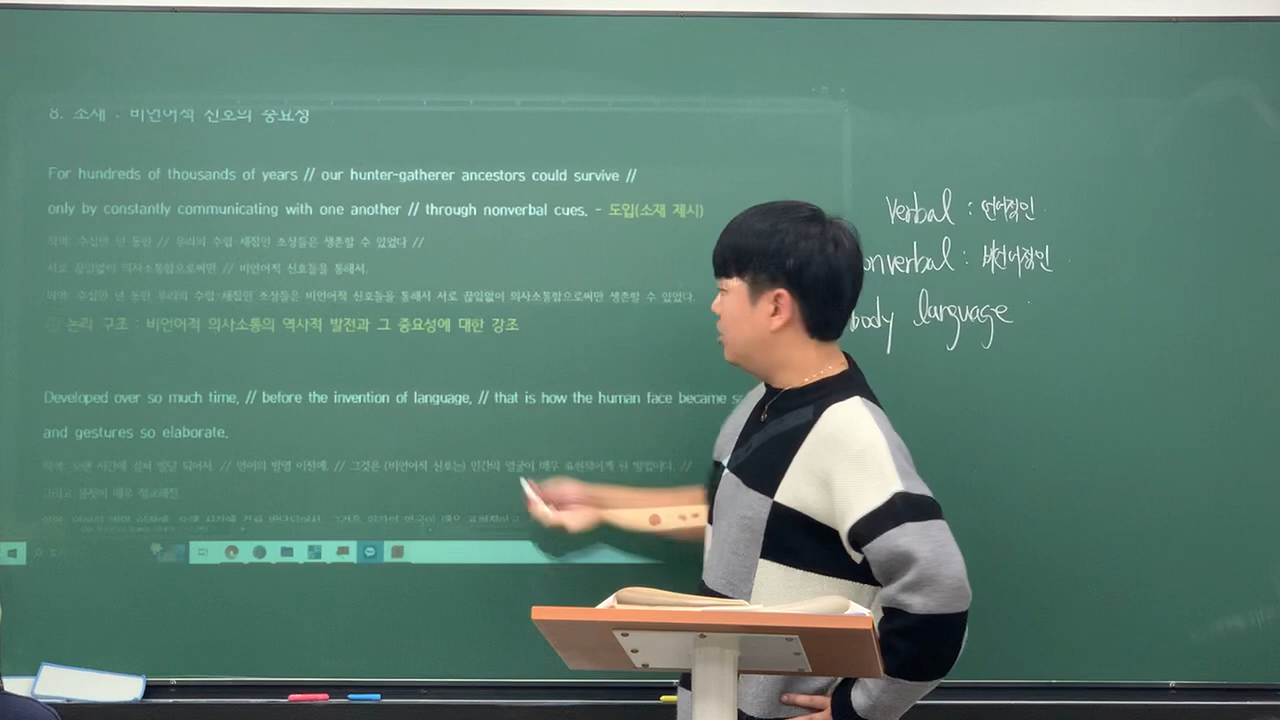 8. 소재 : 비언어적 신호의 중요성
For hundreds of thousands of years // our hunter-gatherer ancestors could survive //
only by constantly communicating with one another // through nonverbal cues. - 도입(소재 제시)
직역: 수십만 년 동안 // 우리의 수렵-채집인 조상들은 생존할 수 있었다 //
서로 끊임없이 의사소통함으로써만 // 비언어적 신호들을 통해서.
의역: 수십만 년 동안 우리의 수렵-채집인 조상들은 비언어적 신호들을 통해서 서로 끊임없이 의사소통함으로써만 생존할 수 있었다.
논리 구조 : 비언어적 의사소통의 역사적 발전과 그 중요성에 대한 강조
Developed over so much time, // before the invention of language, // that is how the human face became
and gestures so elaborate.
직역: 오랜 시간에 걸쳐 발달 되어서, // 언어의 발명 이전에, // 그것은 (비언어적 신호는) 인간의 얼굴이 매우 표현적이게 된 방법이다. //
그리고 몸짓이 매우 정교해진
verbal : 언어적인
onverbal : 비언어적인
body language